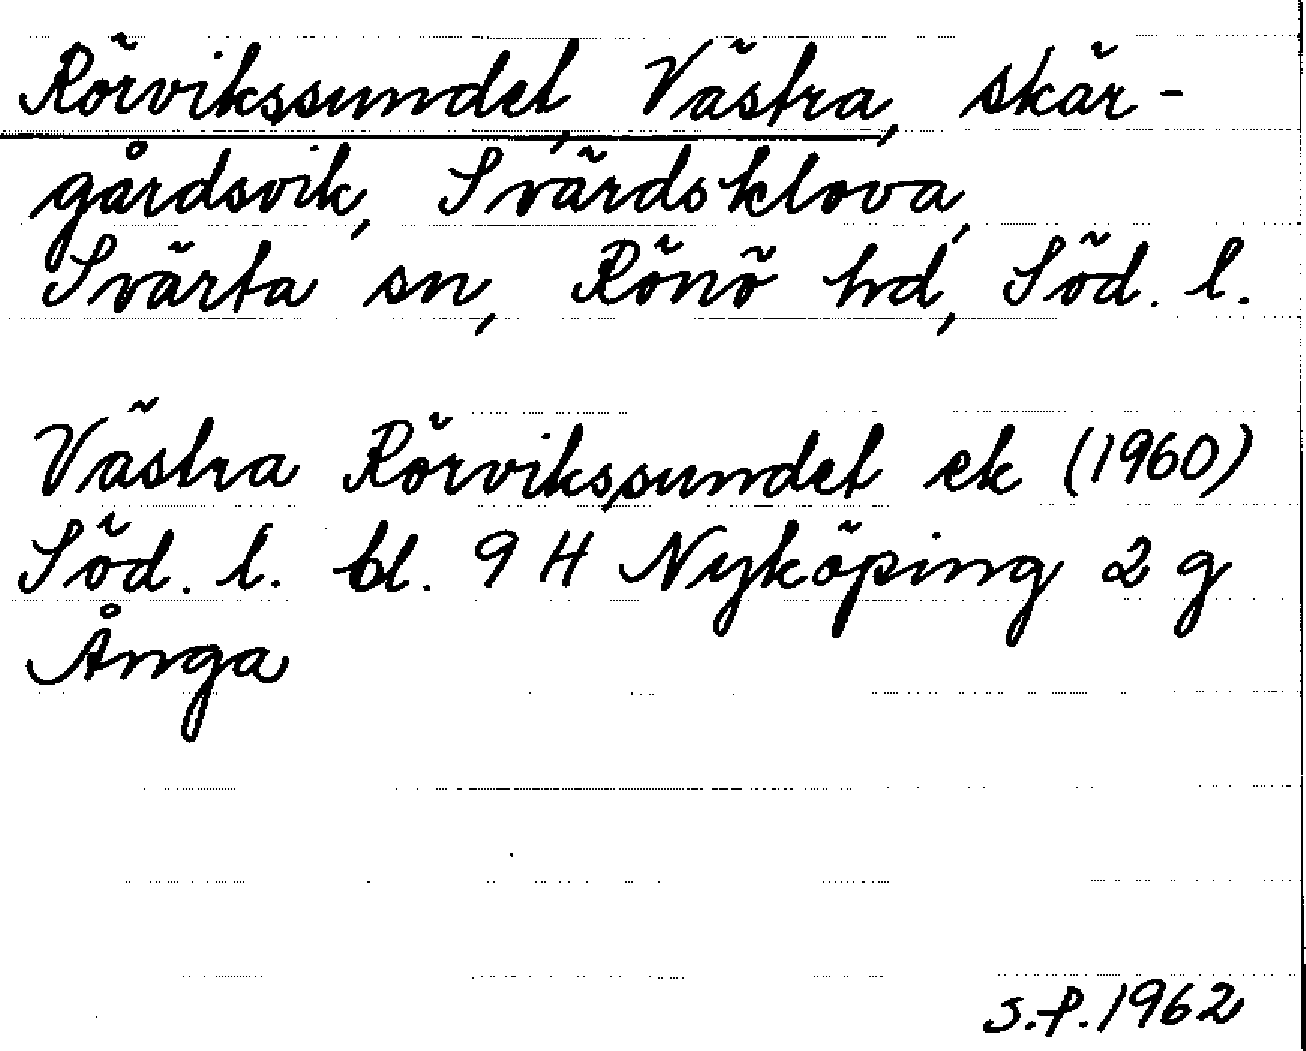 Rörvikssundet, Västra, skär-
gårdsvik, Svärdsklova,
Svärta sn, Rönö hd, Söd. l.
Västra Rörvikssundet ek (1960)
Söd. l. bl. 9 H Nyköping 2 g
Ånga
S.P. 1962